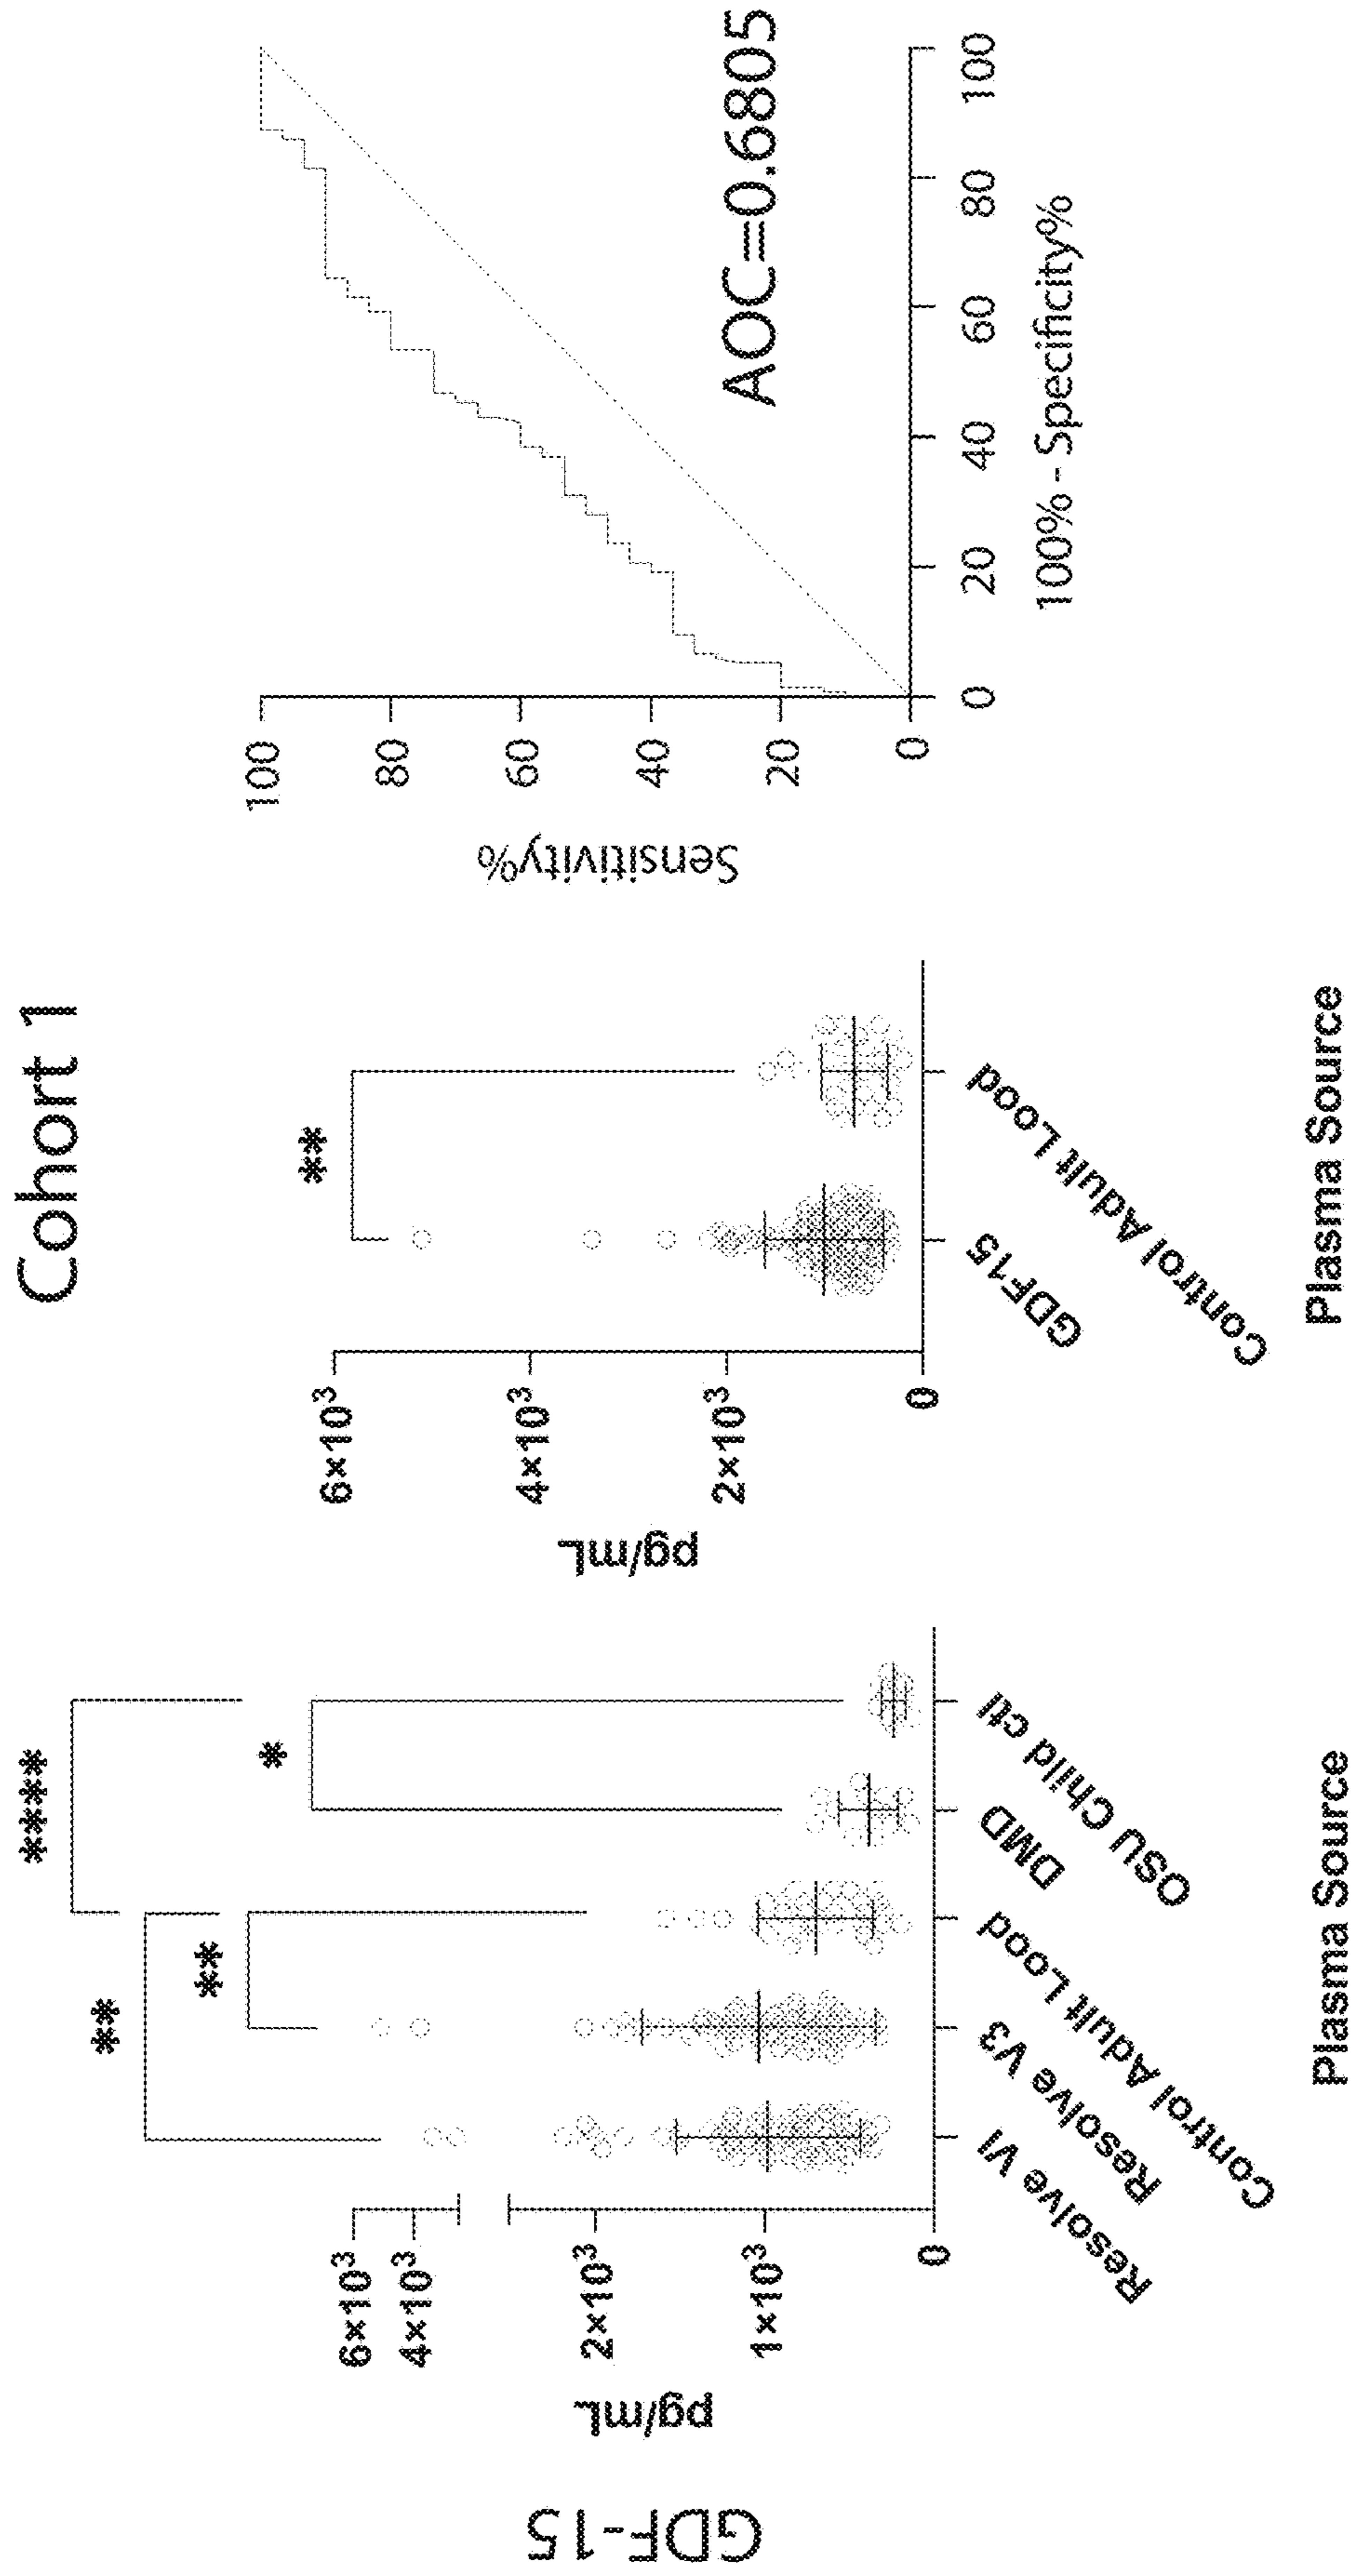 Cohort 1
GDF-15
pg/mL
6×10³
4×10³
2×10³
1×10³
0
**
**
****
*
Resolve V1
Resolve V3
Control Adult Lood
DMD
OSU Child ctl
Plasma Source
pg/mL
6×10³
4×10³
2×10³
0
**
GDF15
Control Adult Lood
Plasma Source
Sensitivity%
100
80
60
40
20
0
0 20 40 60 80 100
100% - Specificity%
AOC=0.6805